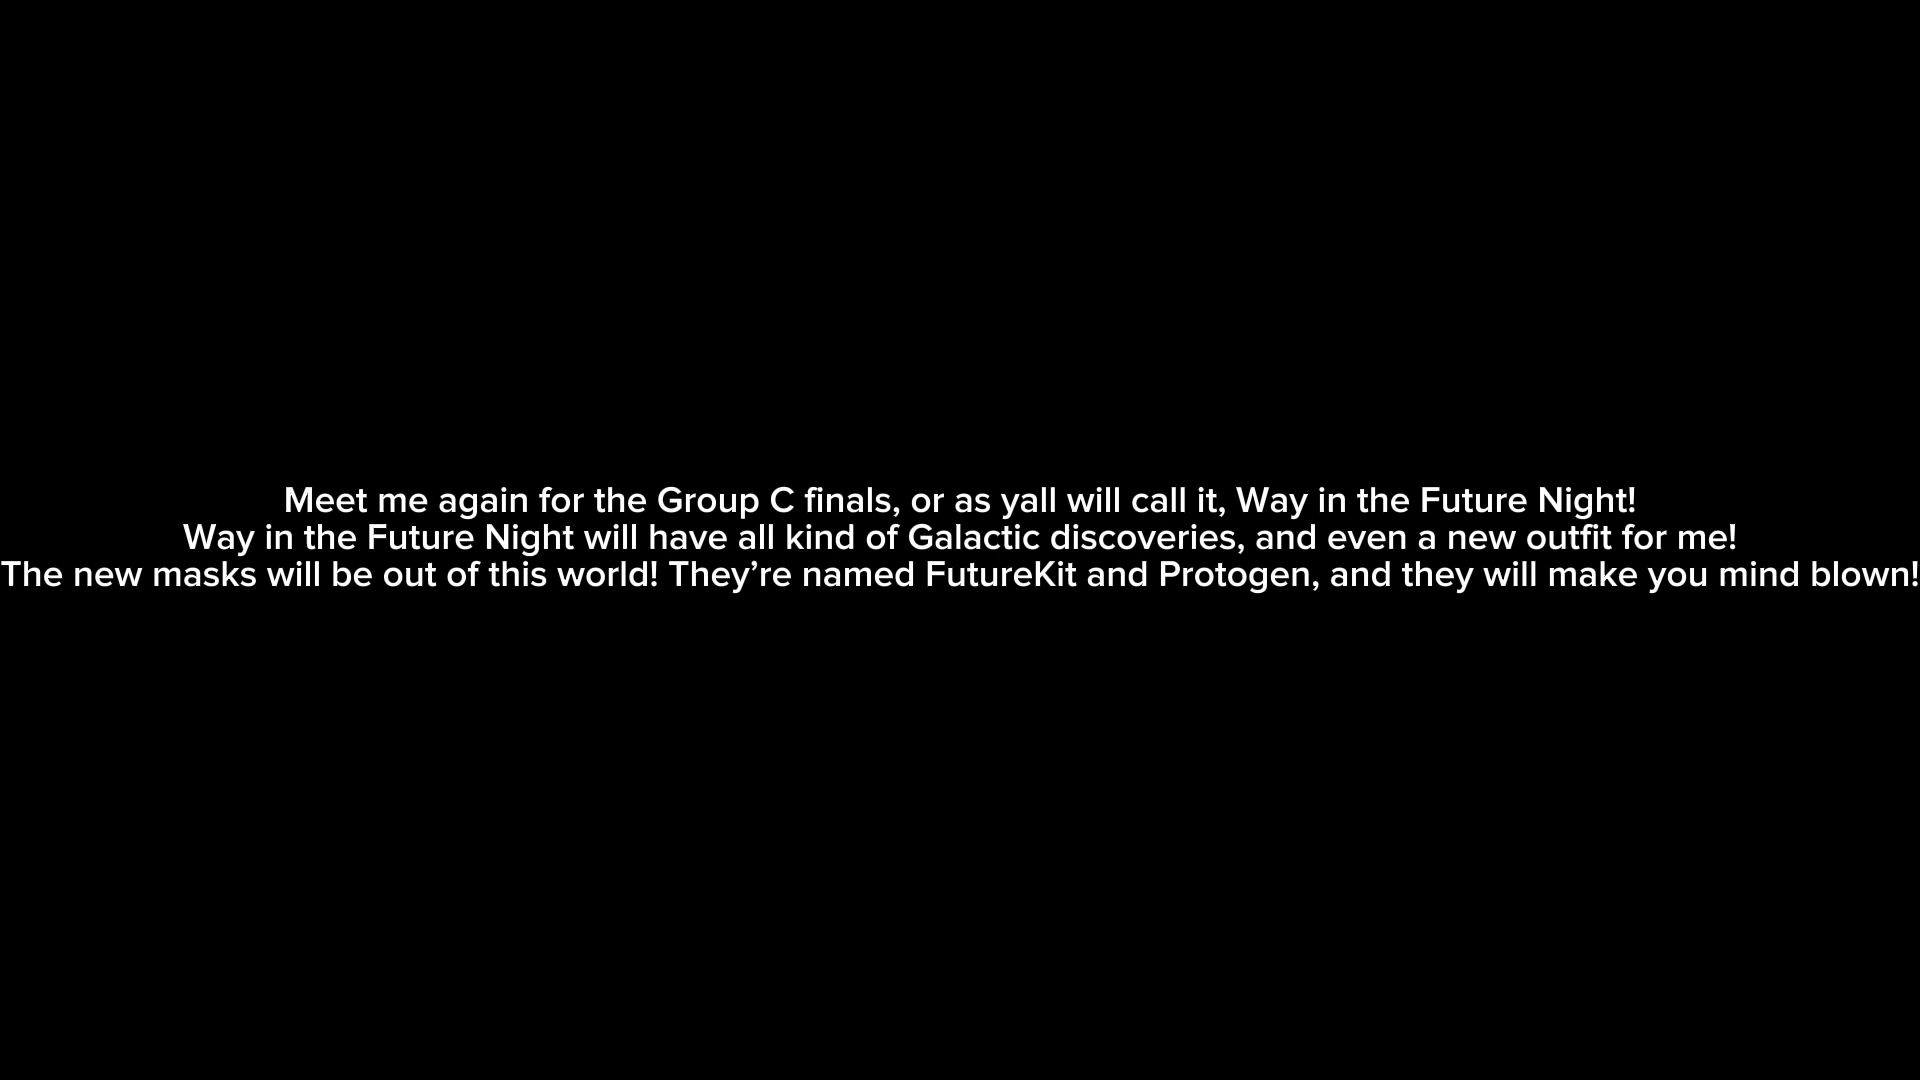 Meet me again for the Group C finals, or as yall will call it, Way in the Future Night!
Way in the Future Night will have all kind of Galactic discoveries, and even a new outfit for me!
The new masks will be out of this world! They’re named FutureKit and Protogen, and they will make you mind blown!